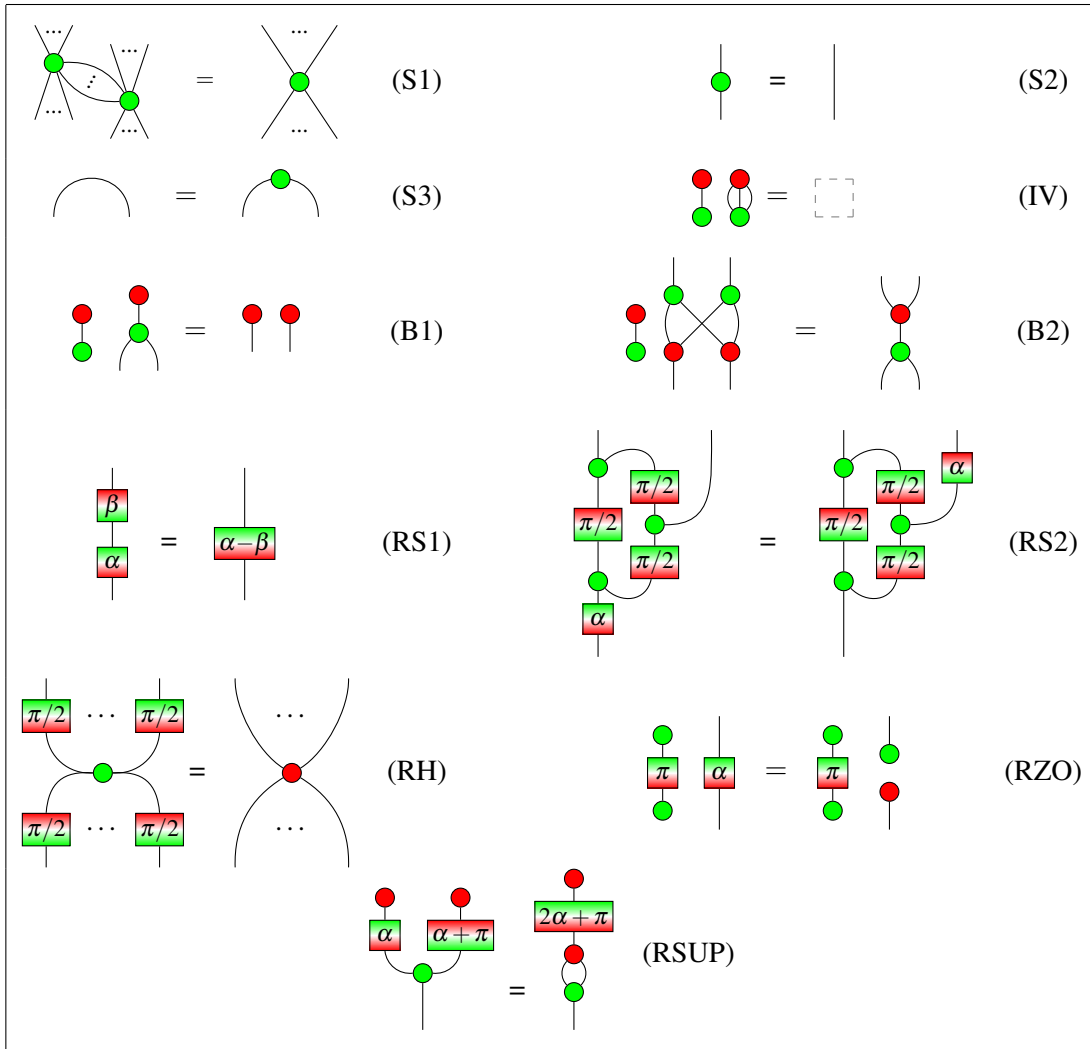 ... ... ... ... ... = ... ... (S1) = (S2)
= (S3) = (IV)
= (B1) = (B2)
β α = α−β (RS1)
π/2 π/2 π/2 α = π/2 π/2 π/2 α (RS2)
π/2 ··· π/2 π/2 ··· π/2 = ··· ··· (RH)
π α = π (RZO)
α α+π = 2α+π (RSUP)